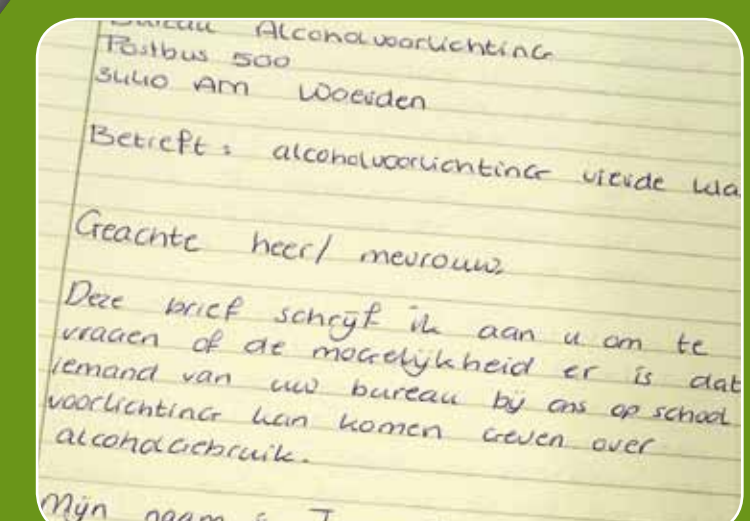 Bureau Alcoholvoorlichting
Postbus 500
3440 AM Woerden
Betreft: alcoholvoorlichting vierde kla
Geachte heer/ mevrouw,
Deze brief schrijf ik aan u om te
vragen of de mogelijkheid er is dat
iemand van uw bureau bij ons op school
voorlichting kan komen geven over
alcoholgebruik.
Mijn naam